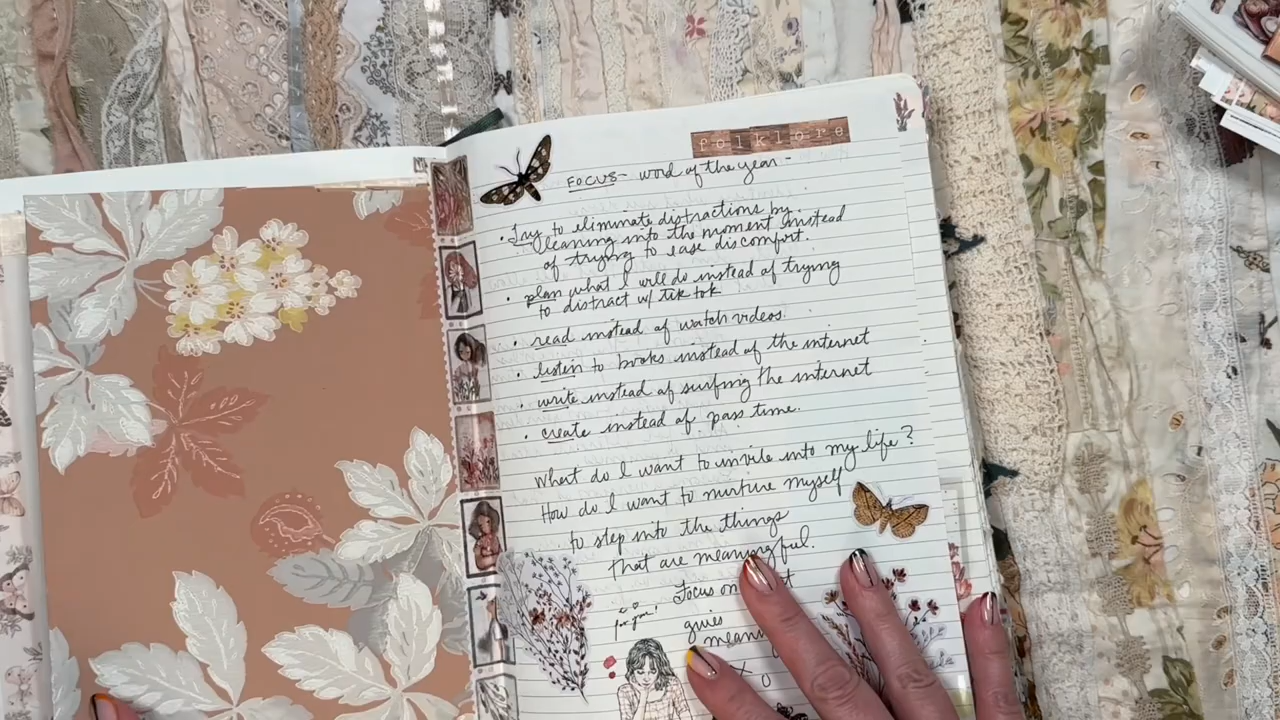 folklore
FOCUS - word of the year -
• Try to eliminate distractions by
leaning into the moment instead
of trying to ease discomfort.
• plan what I will do instead of trying
to distract w/ tik tok
• read instead of watch videos.
• listen to books instead of the internet
• write instead of surfing the internet
• create instead of pass time.
What do I want to invite into my life?
How do I want to nurture myself
to step into the things
that are meaningful.
Focus on
gives
for you!